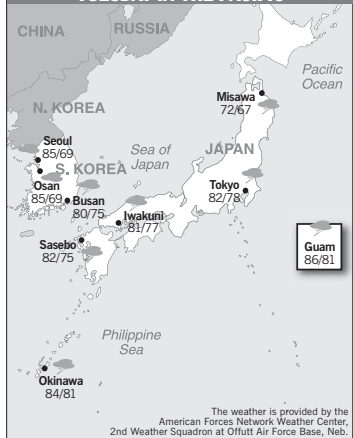 CHINA
RUSSIA
Pacific
Ocean
N. KOREA
Misawa
72/67
Seoul
85/69
Sea of
Japan
JAPAN
S. KOREA
Osan
85/69
Busan
80/75
Tokyo
82/78
Iwakuni
81/77
Sasebo
82/75
Guam
86/81
Philippine
Sea
Okinawa
84/81
The weather is provided by the
American Forces Network Weather Center,
2nd Weather Squadron at Offutt Air Force Base, Neb.